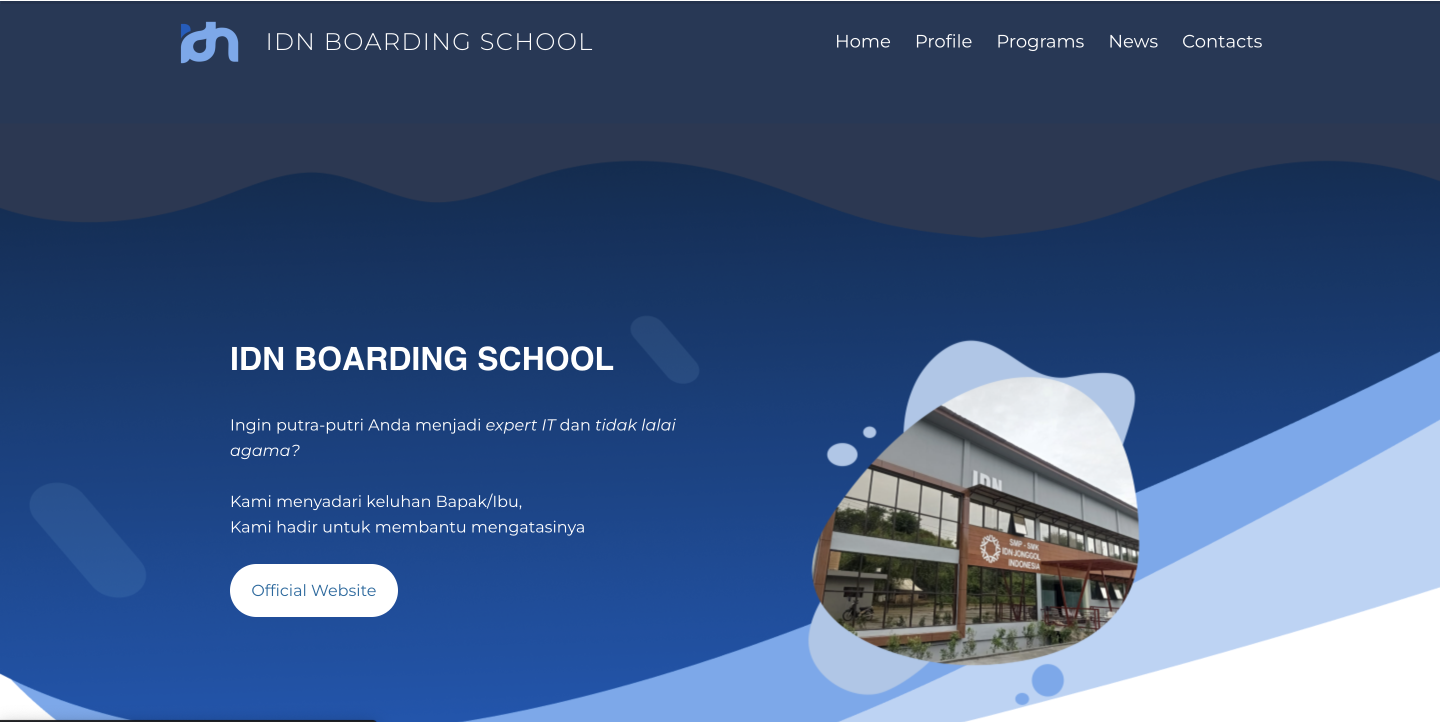 IDN BOARDING SCHOOL
Home Profile Programs News Contacts
IDN BOARDING SCHOOL
Ingin putra-putri Anda menjadi expert IT dan tidak lalai
agama?
Kami menyadari keluhan Bapak/Ibu,
Kami hadir untuk membantu mengatasinya
Official Website
IDN
SMP - SMK
IDN JONGGOL
INDONESIA